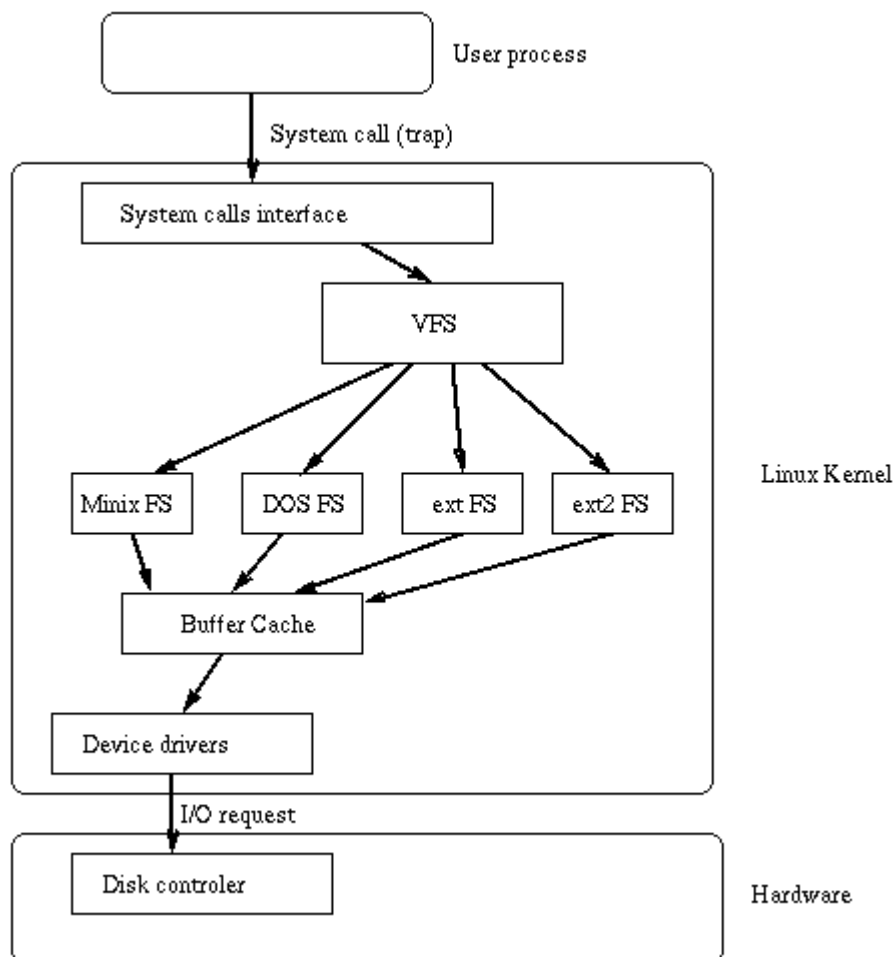 User process
System call (trap)
System calls interface
VFS
Linux Kernel
Minix FS
DOS FS
ext FS
ext2 FS
Buffer Cache
Device drivers
I/O request
Disk controler
Hardware